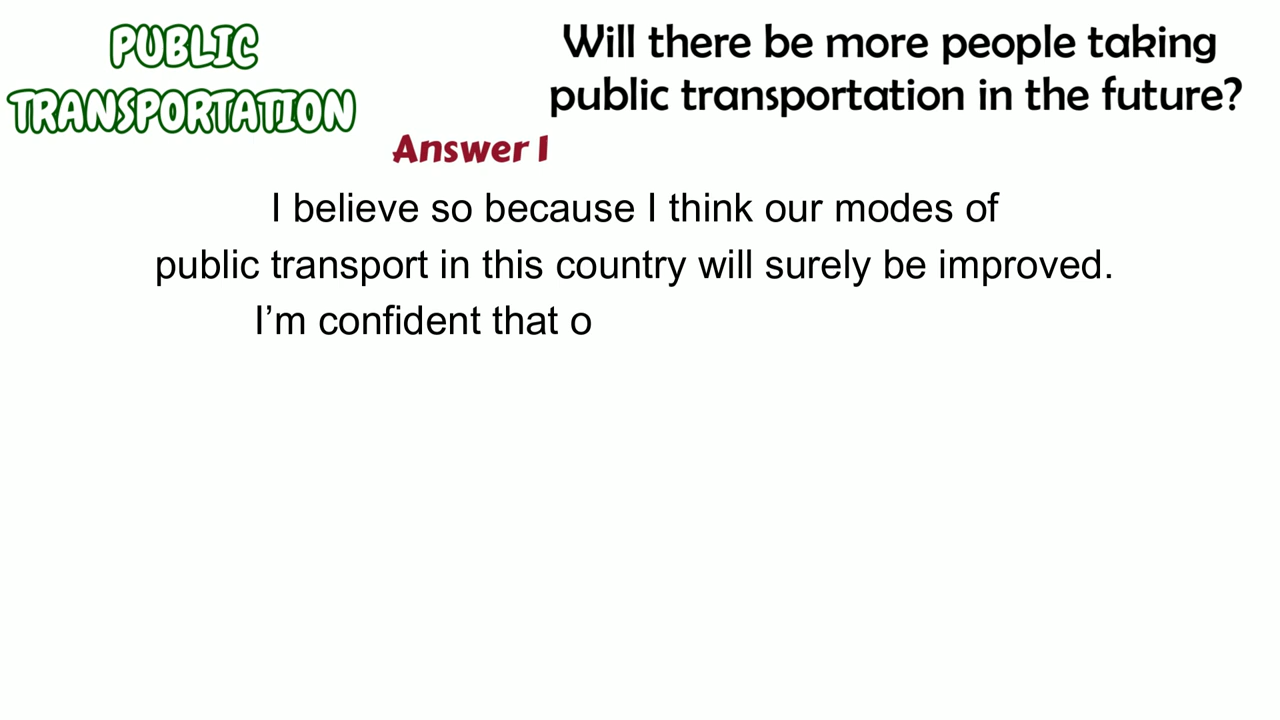 PUBLIC
TRANSPORTATION
Will there be more people taking
public transportation in the future?
Answer 1
I believe so because I think our modes of
public transport in this country will surely be improved.
I’m confident that o